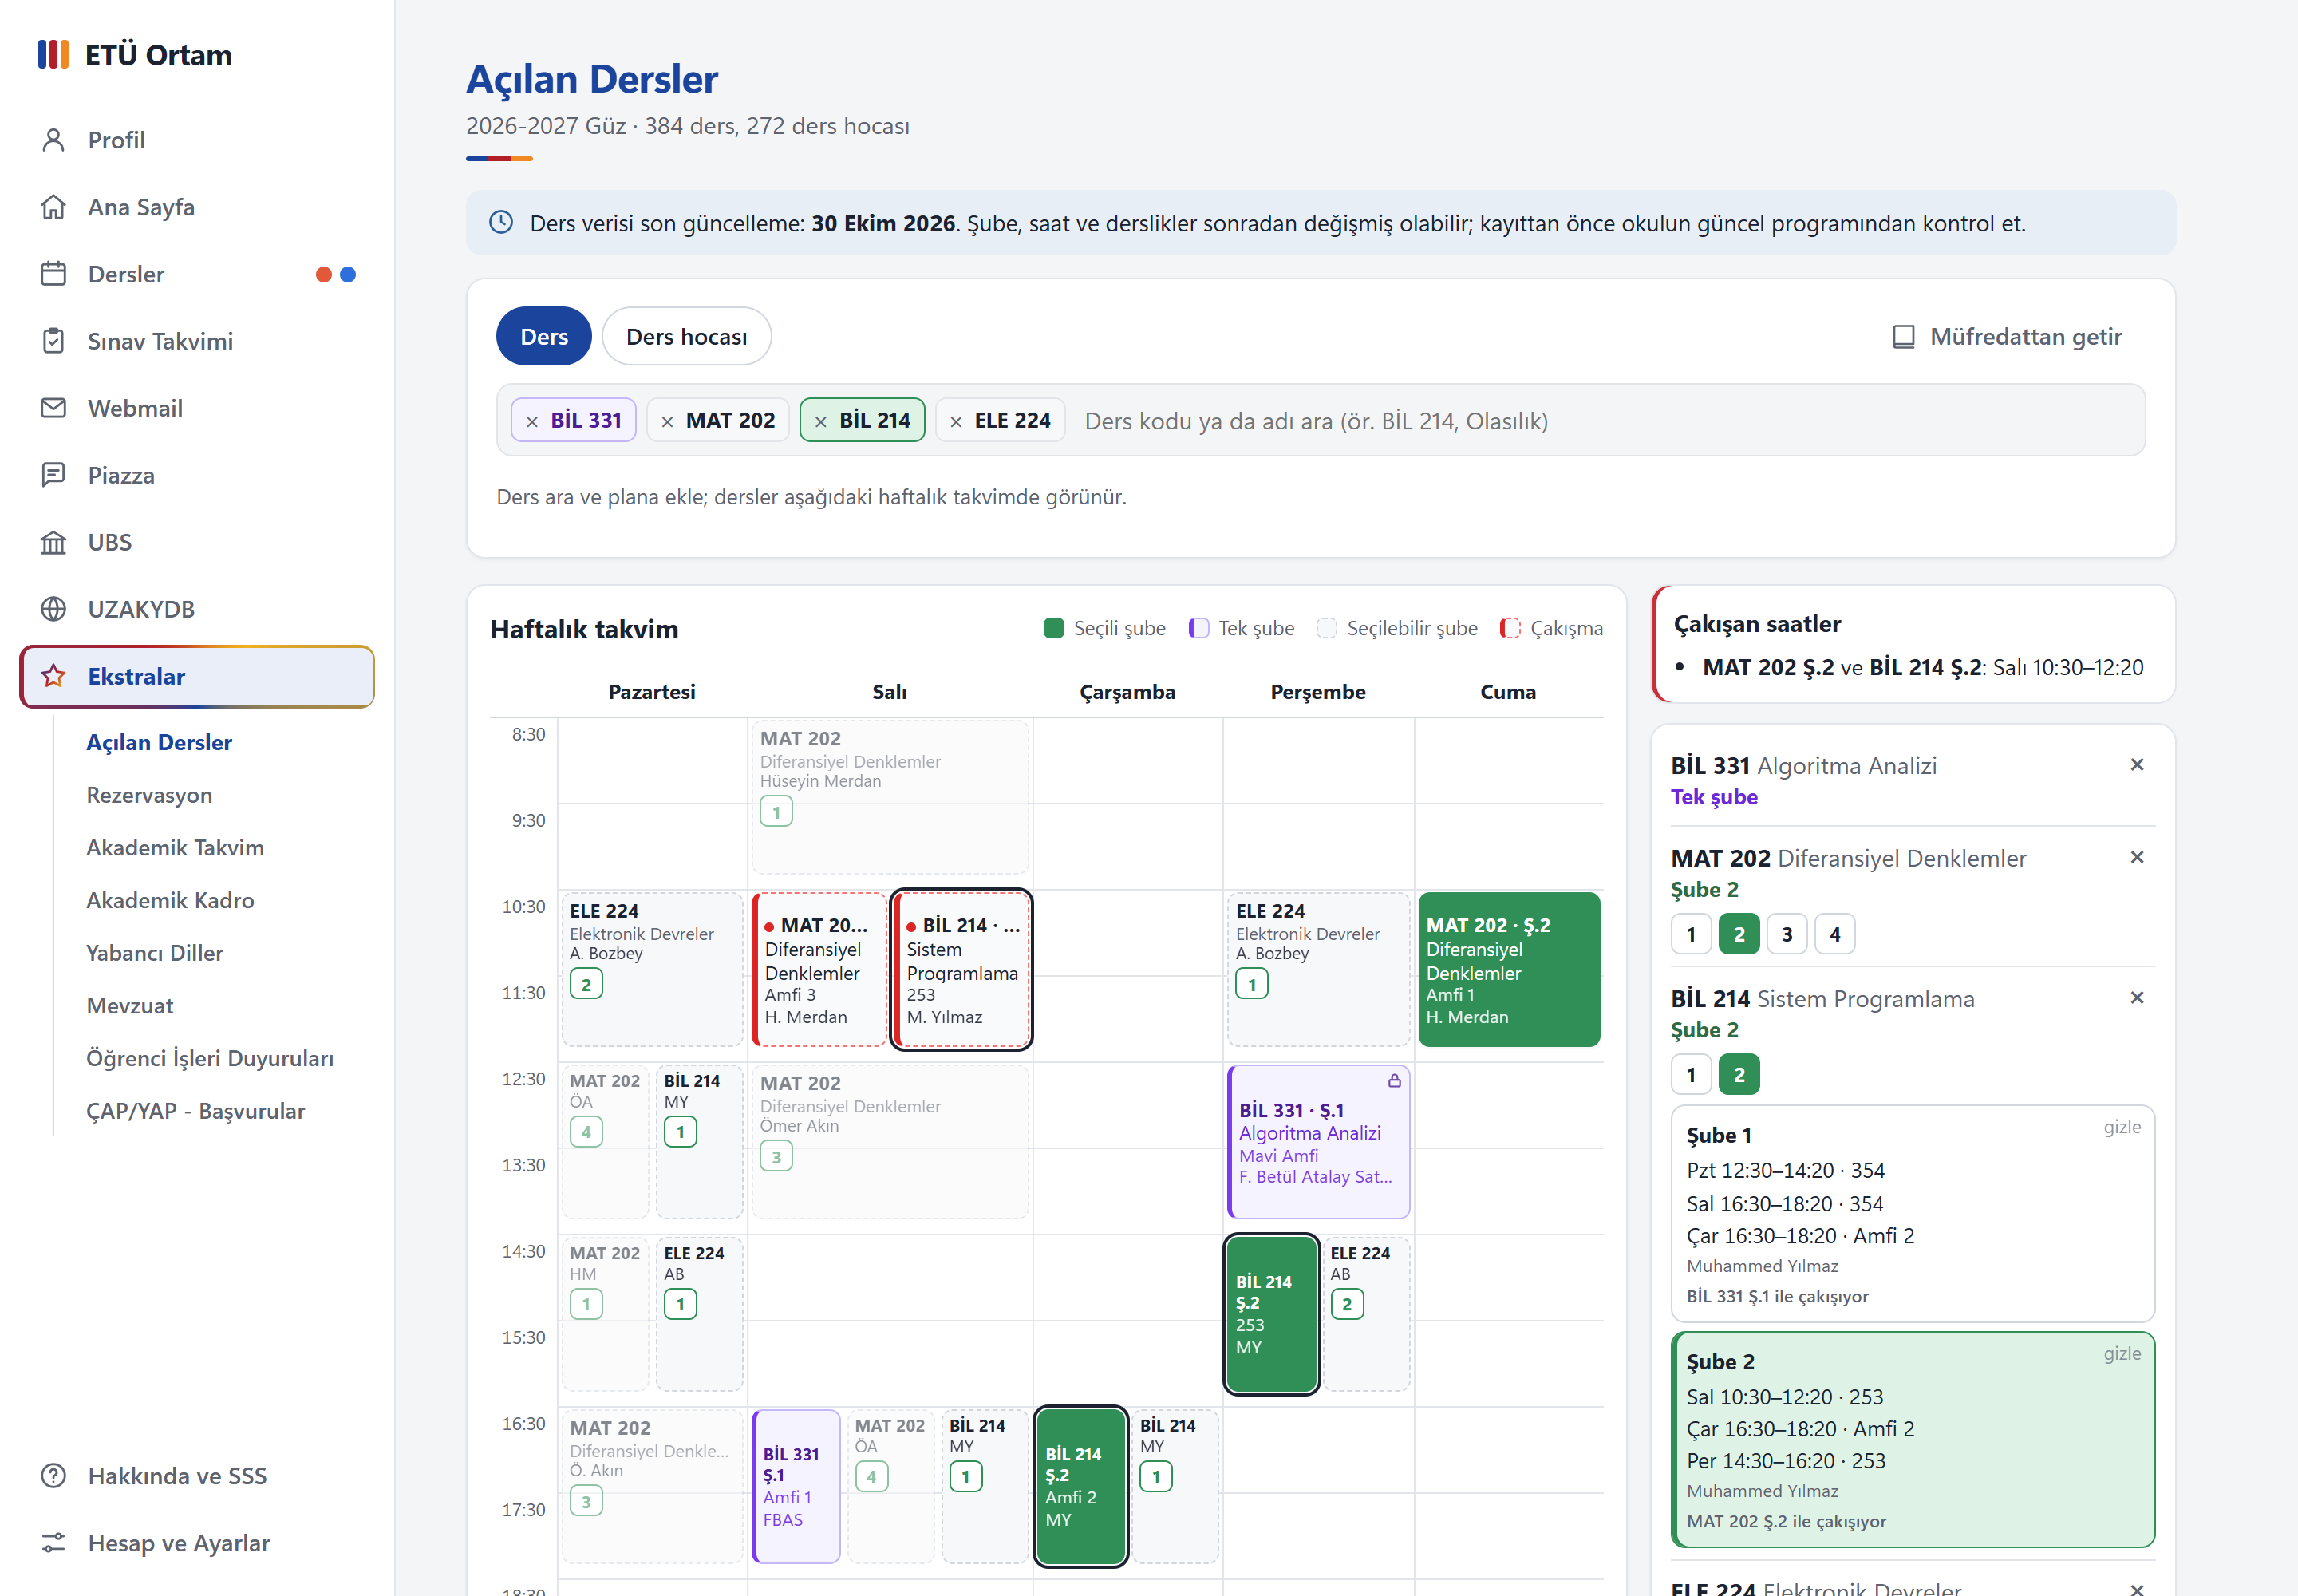 ETÜ Ortam
Profil
Ana Sayfa
Dersler
Sınav Takvimi
Webmail
Piazza
UBS
UZAKYDB
Ekstralar
Açılan Dersler
Rezervasyon
Akademik Takvim
Akademik Kadro
Yabancı Diller
Mevzuat
Öğrenci İşleri Duyuruları
ÇAP/YAP - Başvurular
Hakkında ve SSS
Hesap ve Ayarlar
Açılan Dersler
2026-2027 Güz · 384 ders, 272 ders hocası
Ders verisi son güncelleme: 30 Ekim 2026. Şube, saat ve derslikler sonradan değişmiş olabilir; kayıttan önce okulun güncel programından kontrol et.
Ders
Ders hocası
Müfredattan getir
× BİL 331
× MAT 202
× BİL 214
× ELE 224
Ders kodu ya da adı ara (ör. BİL 214, Olasılık)
Ders ara ve plana ekle; dersler aşağıdaki haftalık takvimde görünür.
Haftalık takvim
Seçili şube
Tek şube
Seçilebilir şube
Çakışma
Pazartesi
Salı
Çarşamba
Perşembe
Cuma
8:30
MAT 202
Diferansiyel Denklemler
Hüseyin Merdan
1
9:30
10:30
ELE 224
Elektronik Devreler
A. Bozbey
2
MAT 20...
Diferansiyel
Denklemler
Amfi 3
H. Merdan
BİL 214 · ...
Sistem
Programlama
253
M. Yılmaz
ELE 224
Elektronik Devreler
A. Bozbey
1
MAT 202 · Ş.2
Diferansiyel
Denklemler
Amfi 1
H. Merdan
11:30
12:30
MAT 202
ÖA
4
BİL 214
MY
1
MAT 202
Diferansiyel Denklemler
Ömer Akın
3
BİL 331 · Ş.1
Algoritma Analizi
Mavi Amfi
F. Betül Atalay Sat...
13:30
14:30
MAT 202
HM
1
ELE 224
AB
1
BİL 214
Ş.2
253
MY
ELE 224
AB
2
15:30
16:30
MAT 202
Diferansiyel Denkle...
Ö. Akın
3
BİL 331
Ş.1
Amfi 1
FBAS
MAT 202
ÖA
4
BİL 214
MY
1
BİL 214
Ş.2
Amfi 2
MY
BİL 214
MY
1
17:30
18:30
Çakışan saatler
• MAT 202 Ş.2 ve BİL 214 Ş.2: Salı 10:30–12:20
BİL 331 Algoritma Analizi ×
Tek şube
MAT 202 Diferansiyel Denklemler ×
Şube 2
1 2 3 4
BİL 214 Sistem Programlama ×
Şube 2
1 2
Şube 1 gizle
Pzt 12:30–14:20 · 354
Sal 16:30–18:20 · 354
Çar 16:30–18:20 · Amfi 2
Muhammed Yılmaz
BİL 331 Ş.1 ile çakışıyor
Şube 2 gizle
Sal 10:30–12:20 · 253
Çar 16:30–18:20 · Amfi 2
Per 14:30–16:20 · 253
Muhammed Yılmaz
MAT 202 Ş.2 ile çakışıyor
ELE 224 Elektronik Devreler ×